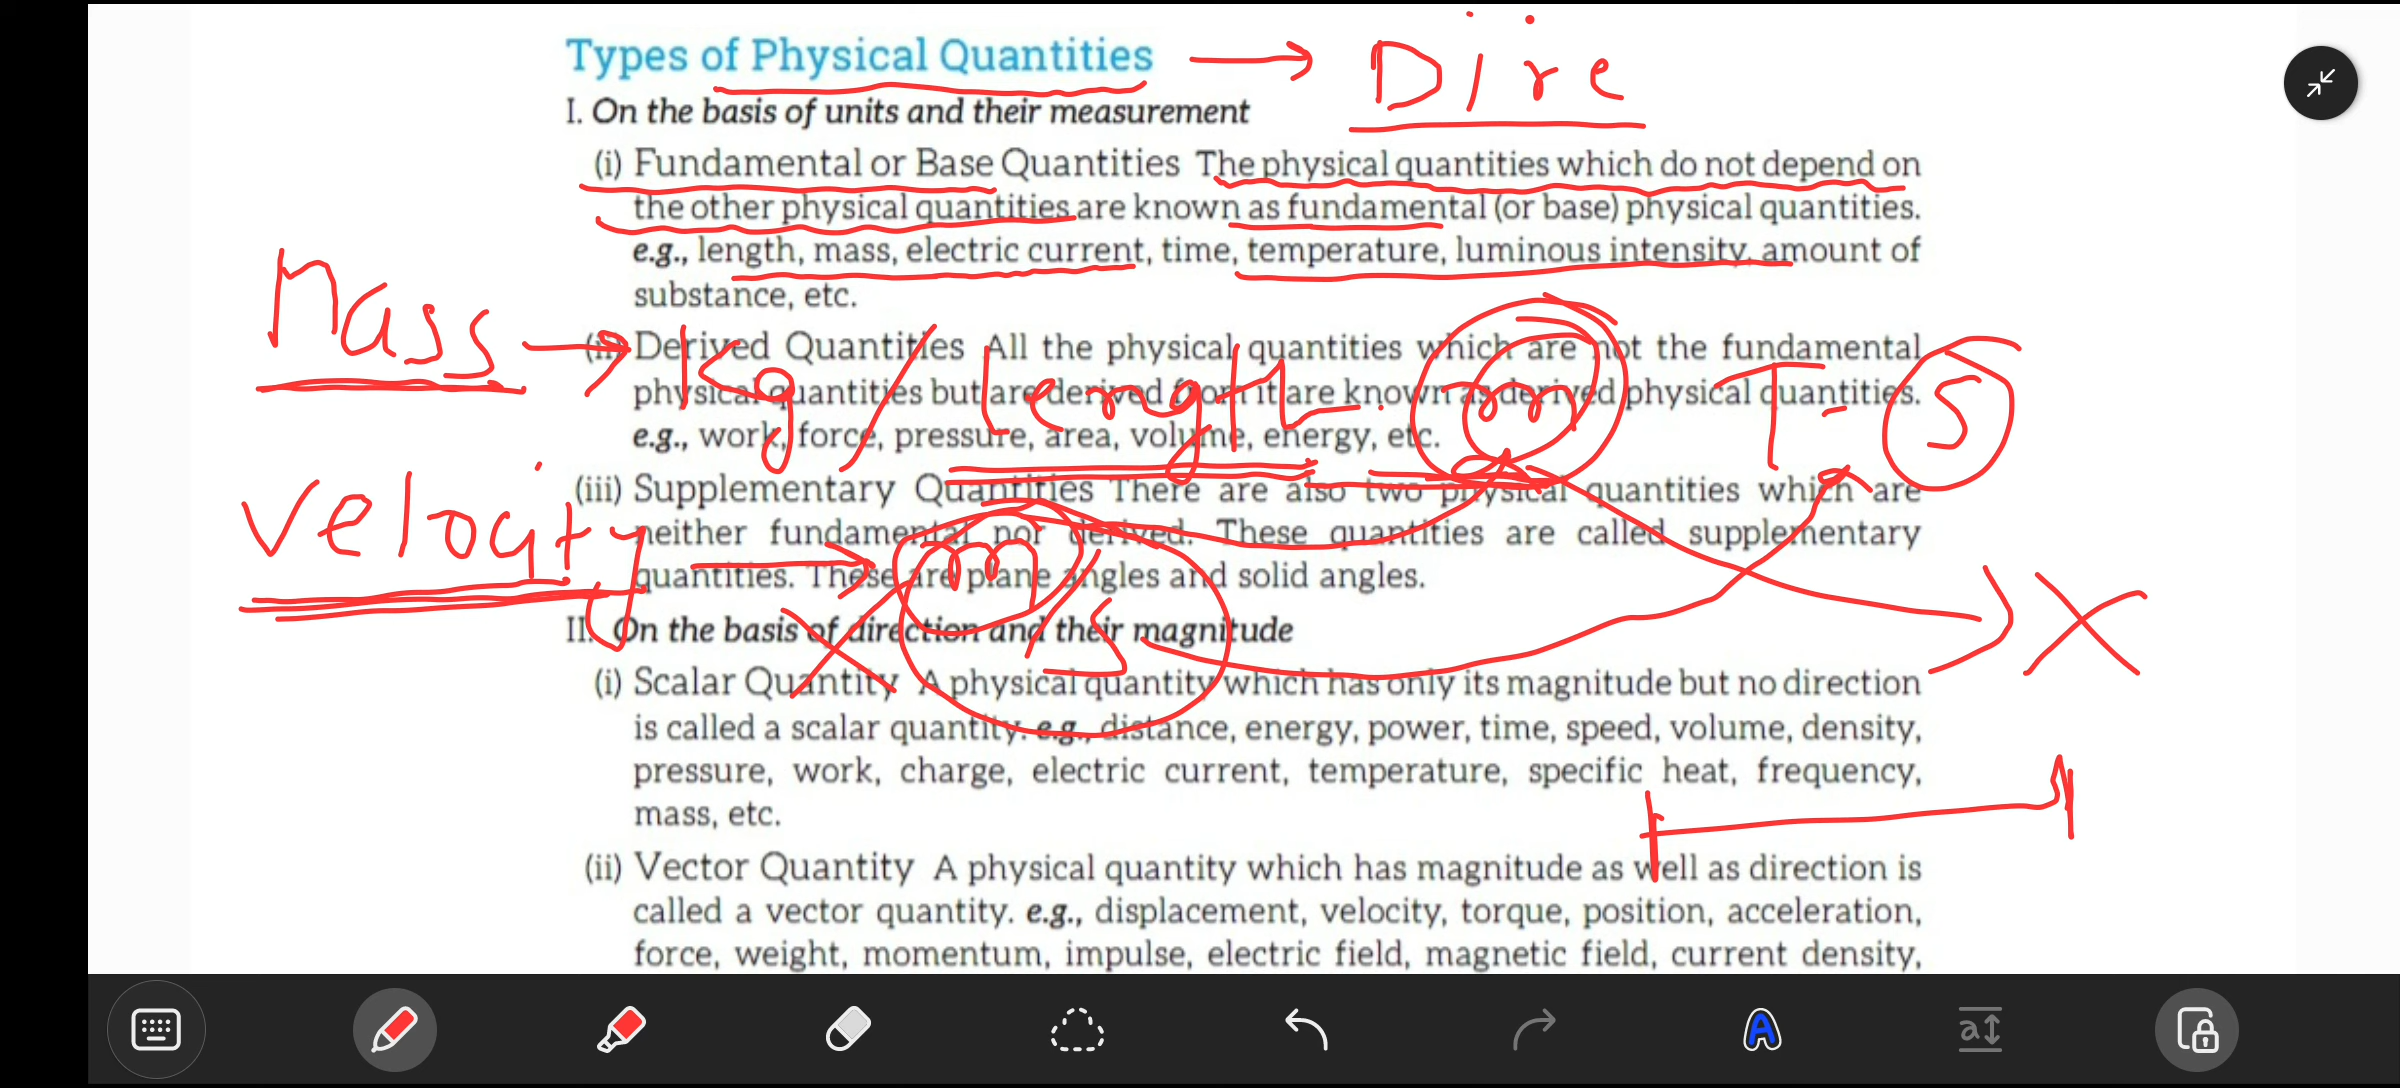 Types of Physical Quantities → Dire
I. On the basis of units and their measurement
(i) Fundamental or Base Quantities The physical quantities which do not depend on
the other physical quantities are known as fundamental (or base) physical quantities.
e.g., length, mass, electric current, time, temperature, luminous intensity, amount of
substance, etc.
Mass → Kg / Length - m T - S
(ii) Derived Quantities All the physical quantities which are not the fundamental
physical quantities but are derived from it are known as derived physical quantities.
e.g., work, force, pressure, area, volume, energy, etc.
(iii) Supplementary Quantities There are also two physical quantities which are
neither fundamental nor derived. These quantities are called supplementary
quantities. These are plane angles and solid angles.
Velocity → m/s
II. On the basis of direction and their magnitude
(i) Scalar Quantity A physical quantity which has only its magnitude but no direction
is called a scalar quantity. e.g., distance, energy, power, time, speed, volume, density,
pressure, work, charge, electric current, temperature, specific heat, frequency,
mass, etc.
(ii) Vector Quantity A physical quantity which has magnitude as well as direction is
called a vector quantity. e.g., displacement, velocity, torque, position, acceleration,
force, weight, momentum, impulse, electric field, magnetic field, current density,